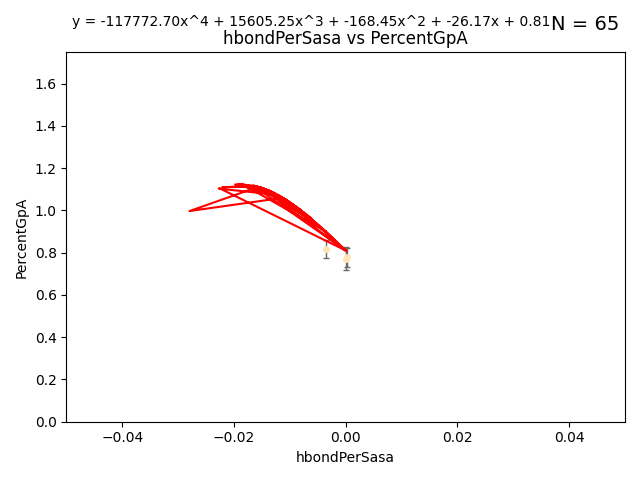 y = -117772.70x^4 + 15605.25x^3 + -168.45x^2 + -26.17x + 0.81
N = 65
hbondPerSasa vs PercentGpA
1.6
1.4
1.2
1.0
0.8
0.6
0.4
0.2
0.0
PercentGpA
−0.04 −0.02 0.00 0.02 0.04
hbondPerSasa